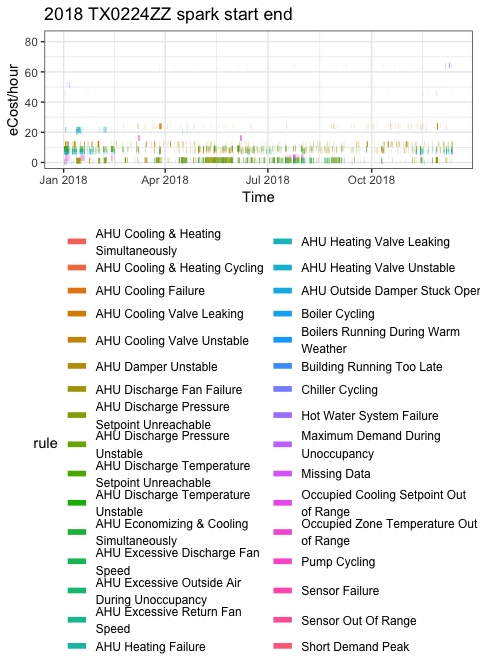 2018 TX0224ZZ spark start end
eCost/hour
80
60
40
20
0
Jan 2018
Apr 2018
Jul 2018
Oct 2018
Time
rule
AHU Cooling & Heating
Simultaneously
AHU Cooling & Heating Cycling
AHU Cooling Failure
AHU Cooling Valve Leaking
AHU Cooling Valve Unstable
AHU Damper Unstable
AHU Discharge Fan Failure
AHU Discharge Pressure
Setpoint Unreachable
AHU Discharge Pressure
Unstable
AHU Discharge Temperature
Setpoint Unreachable
AHU Discharge Temperature
Unstable
AHU Economizing & Cooling
Simultaneously
AHU Excessive Discharge Fan
Speed
AHU Excessive Outside Air
During Unoccupancy
AHU Excessive Return Fan
Speed
AHU Heating Failure
AHU Heating Valve Leaking
AHU Heating Valve Unstable
AHU Outside Damper Stuck Oper
Boiler Cycling
Boilers Running During Warm
Weather
Building Running Too Late
Chiller Cycling
Hot Water System Failure
Maximum Demand During
Unoccupancy
Missing Data
Occupied Cooling Setpoint Out
of Range
Occupied Zone Temperature Out
of Range
Pump Cycling
Sensor Failure
Sensor Out Of Range
Short Demand Peak